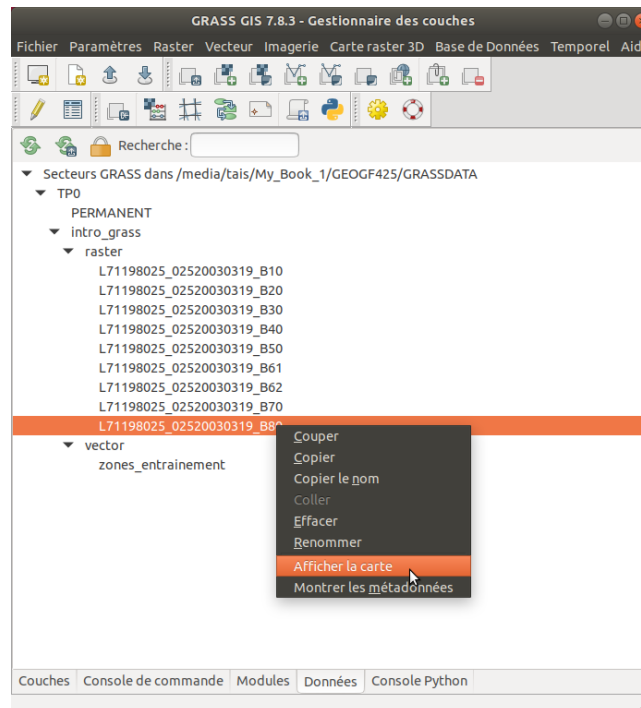 GRASS GIS 7.8.3 - Gestionnaire des couches
Fichier Paramètres Raster Vecteur Imagerie Carte raster 3D Base de Données Temporel Aid
Recherche :
Secteurs GRASS dans /media/tais/My_Book_1/GEOGF425/GRASSDATA
TP0
PERMANENT
intro_grass
raster
L71198025_02520030319_B10
L71198025_02520030319_B20
L71198025_02520030319_B30
L71198025_02520030319_B40
L71198025_02520030319_B50
L71198025_02520030319_B61
L71198025_02520030319_B62
L71198025_02520030319_B70
L71198025_02520030319_B80
vector
zones_entrainement
Couper
Copier
Copier le nom
Coller
Effacer
Renommer
Afficher la carte
Montrer les métadonnées
Couches Console de commande Modules Données Console Python